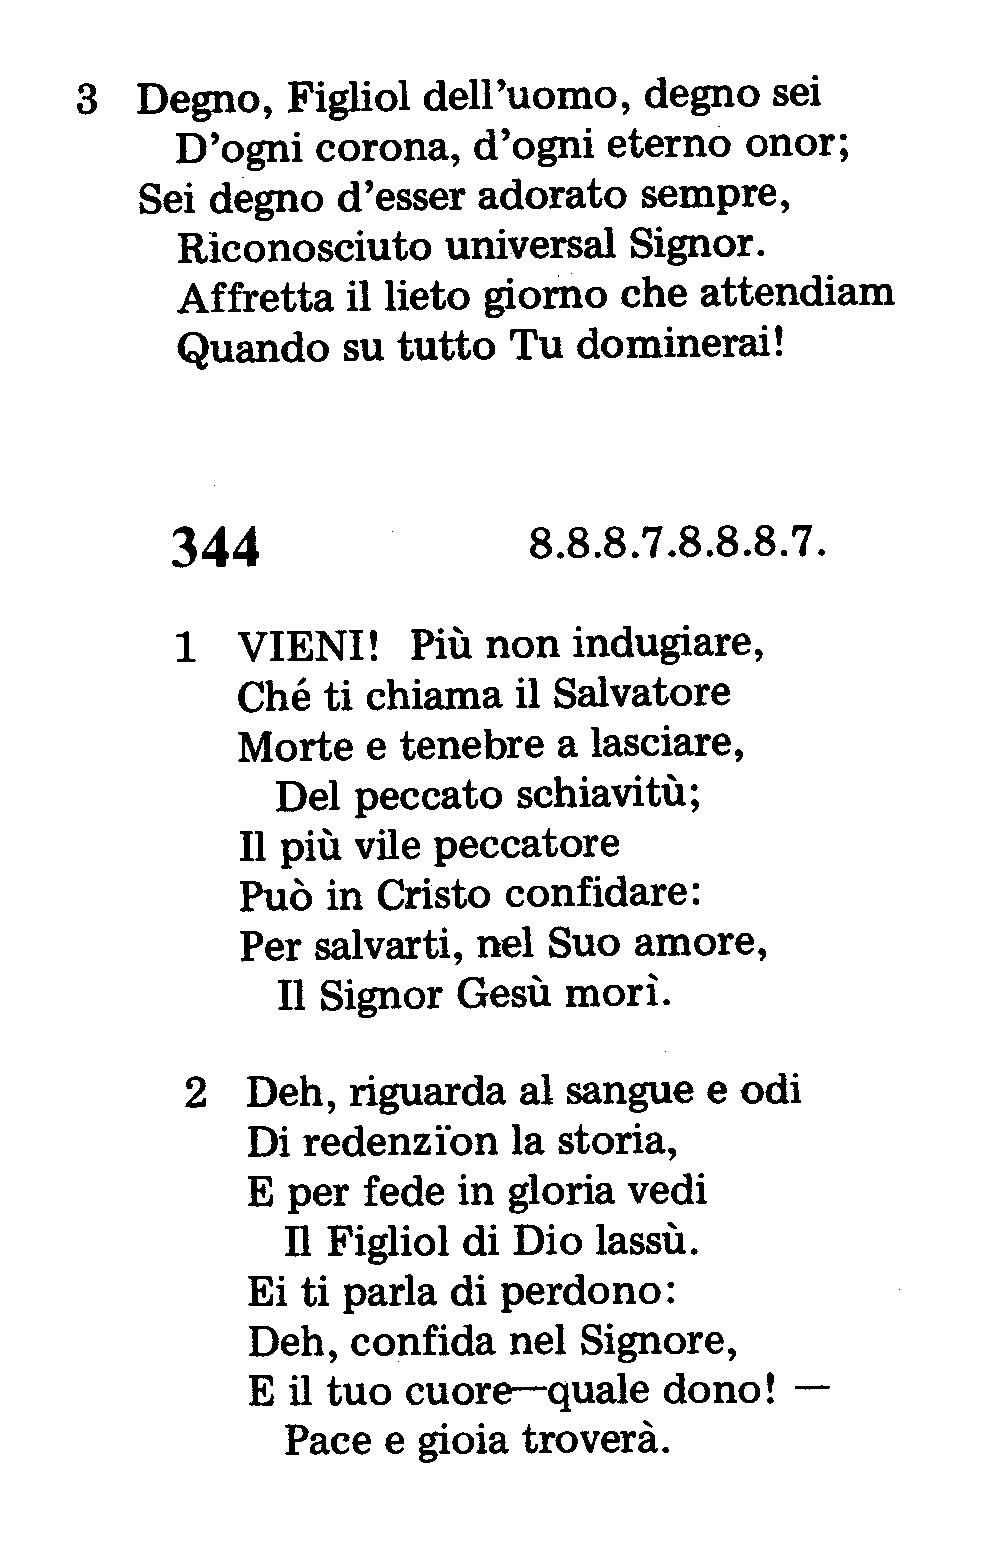 3 Degno, Figliol dell'uomo, degno sei
D'ogni corona, d'ogni eterno onor;
Sei degno d'esser adorato sempre,
Riconosciuto universal Signor.
Affretta il lieto giorno che attendiam
Quando su tutto Tu dominerai!
344 8.8.8.7.8.8.8.7.
1 VIENI! Più non indugiare,
Ché ti chiama il Salvatore
Morte e tenebre a lasciare,
Del peccato schiavitù;
Il più vile peccatore
Può in Cristo confidare:
Per salvarti, nel Suo amore,
Il Signor Gesù morì.
2 Deh, riguarda al sangue e odi
Di redenzïon la storia,
E per fede in gloria vedi
Il Figliol di Dio lassù.
Ei ti parla di perdono:
Deh, confida nel Signore,
E il tuo cuore—quale dono! —
Pace e gioia troverà.